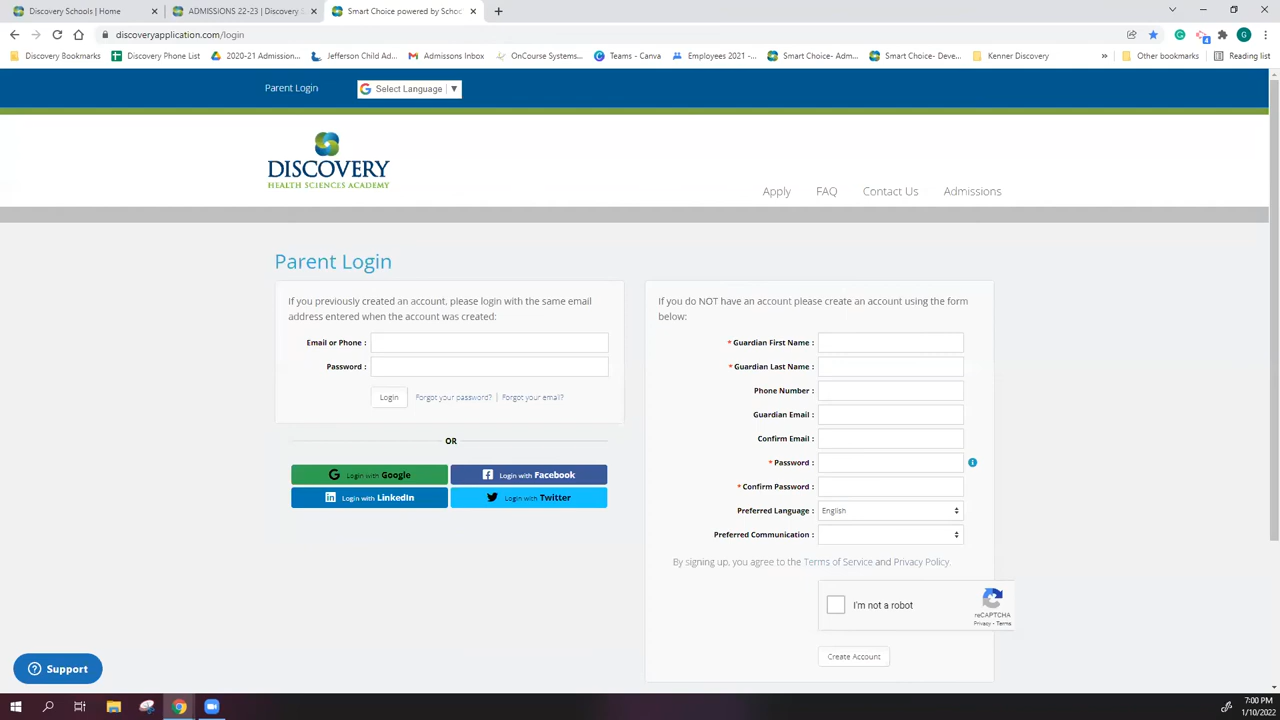 Discovery Schools | Home
ADMISSIONS 22-23 | Discovery S
Smart Choice powered by Schoo
discoveryapplication.com/login
G
Discovery Bookmarks
Discovery Phone List
2020-21 Admission...
Jefferson Child Ad...
Admissons Inbox
OnCourse Systems...
Teams - Canva
Employees 2021 -...
Smart Choice- Adm...
Smart Choice- Deve...
Kenner Discovery
»
Other bookmarks
Reading list
Parent Login
Select Language
DISCOVERY
HEALTH SCIENCES ACADEMY
Apply
FAQ
Contact Us
Admissions
Parent Login
If you previously created an account, please login with the same email
address entered when the account was created:
Email or Phone :
Password :
Login
Forgot your password? | Forgot your email?
OR
Login with Google
Login with Facebook
Login with LinkedIn
Login with Twitter
If you do NOT have an account please create an account using the form
below:
* Guardian First Name :
* Guardian Last Name :
Phone Number :
Guardian Email :
Confirm Email :
* Password :
* Confirm Password :
Preferred Language :
English
Preferred Communication :
By signing up, you agree to the Terms of Service and Privacy Policy.
I'm not a robot
reCAPTCHA
Privacy - Terms
Create Account
Support
7:00 PM
1/10/2022